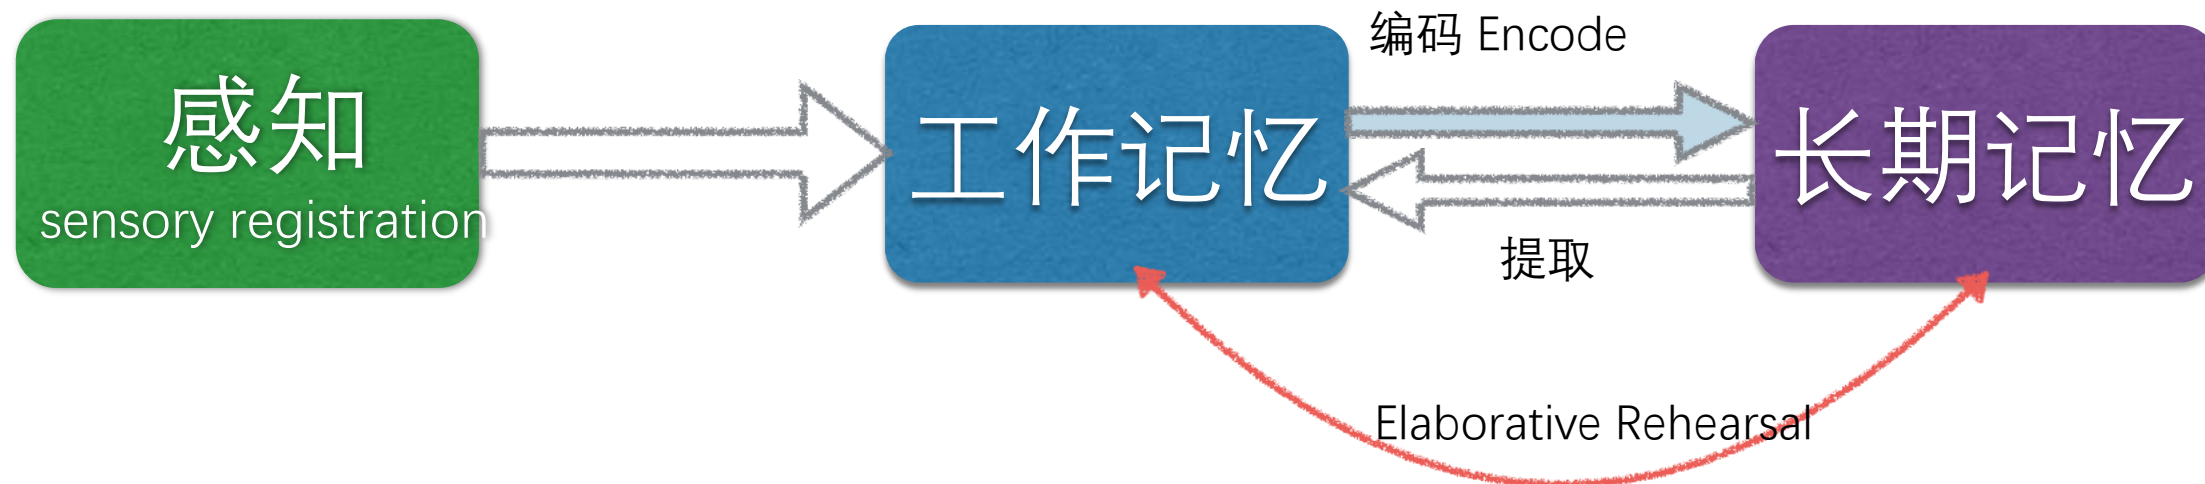 感知
sensory registration
工作记忆
编码 Encode
提取
长期记忆
Elaborative Rehearsal